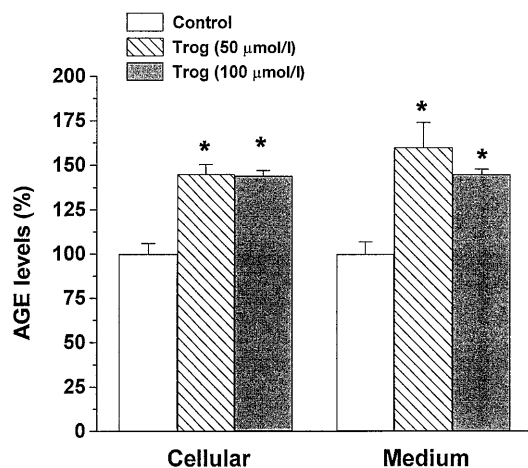 Control
Trog (50 μmol/l)
Trog (100 μmol/l)
AGE levels (%)
200
175
150
125
100
75
50
25
0
* * * *
Cellular Medium